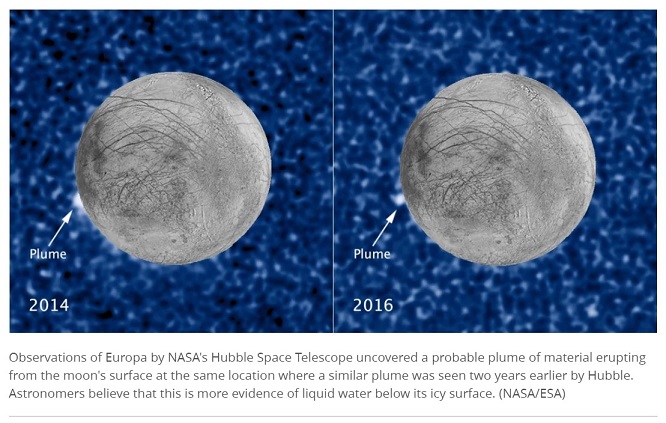 Plume
2014
Plume
2016
Observations of Europa by NASA's Hubble Space Telescope uncovered a probable plume of material erupting
from the moon's surface at the same location where a similar plume was seen two years earlier by Hubble.
Astronomers believe that this is more evidence of liquid water below its icy surface. (NASA/ESA)